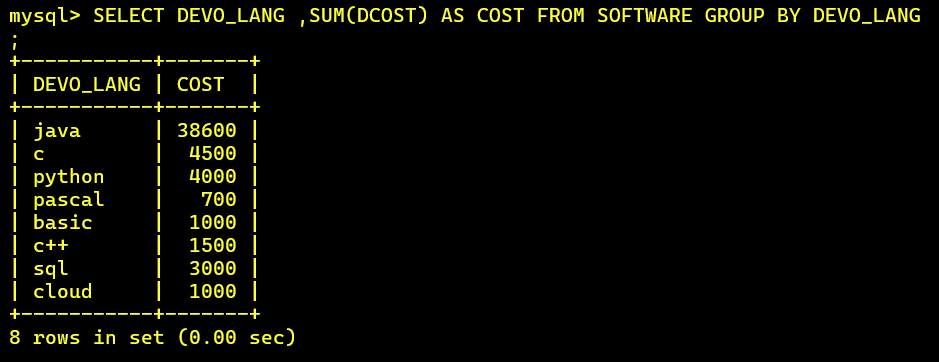 mysql> SELECT DEVO_LANG ,SUM(DCOST) AS COST FROM SOFTWARE GROUP BY DEVO_LANG
;
+-----------+-------+
| DEVO_LANG | COST  |
+-----------+-------+
| java      | 38600 |
| c         |  4500 |
| python    |  4000 |
| pascal    |   700 |
| basic     |  1000 |
| c++       |  1500 |
| sql       |  3000 |
| cloud     |  1000 |
+-----------+-------+
8 rows in set (0.00 sec)